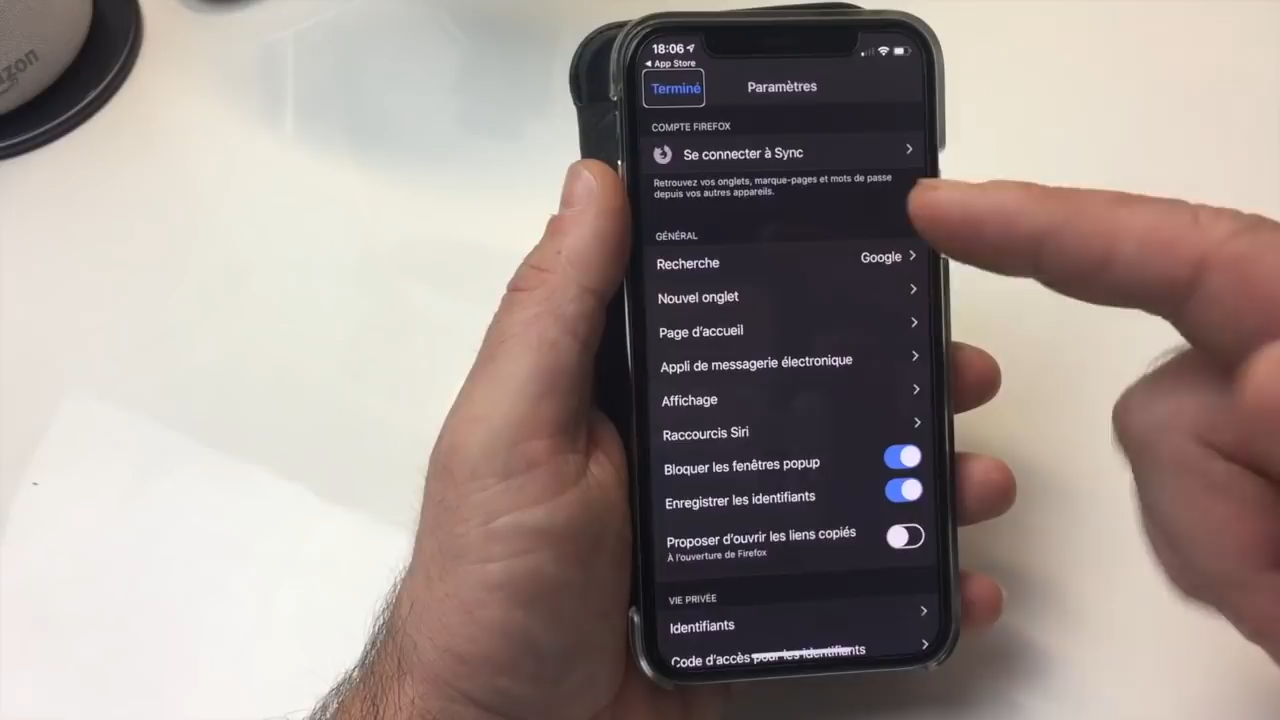 azon
18:06
App Store
Terminé
Paramètres
COMPTE FIREFOX
Se connecter à Sync
Retrouvez vos onglets, marque-pages et mots de passe
depuis vos autres appareils.
GÉNÉRAL
Recherche Google
Nouvel onglet
Page d'accueil
Appli de messagerie électronique
Affichage
Raccourcis Siri
Bloquer les fenêtres popup
Enregistrer les identifiants
Proposer d'ouvrir les liens copiés
À l'ouverture de Firefox
VIE PRIVÉE
Identifiants
Code d'accès pour les identifiants